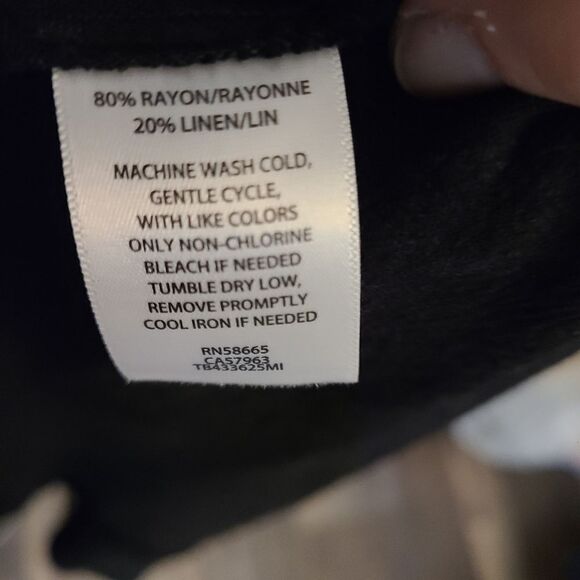 80% RAYON/RAYONNE
20% LINEN/LIN
MACHINE WASH COLD,
GENTLE CYCLE,
WITH LIKE COLORS
ONLY NON-CHLORINE
BLEACH IF NEEDED
TUMBLE DRY LOW,
REMOVE PROMPTLY
COOL IRON IF NEEDED
RN58665
CA57963
TB433625MI